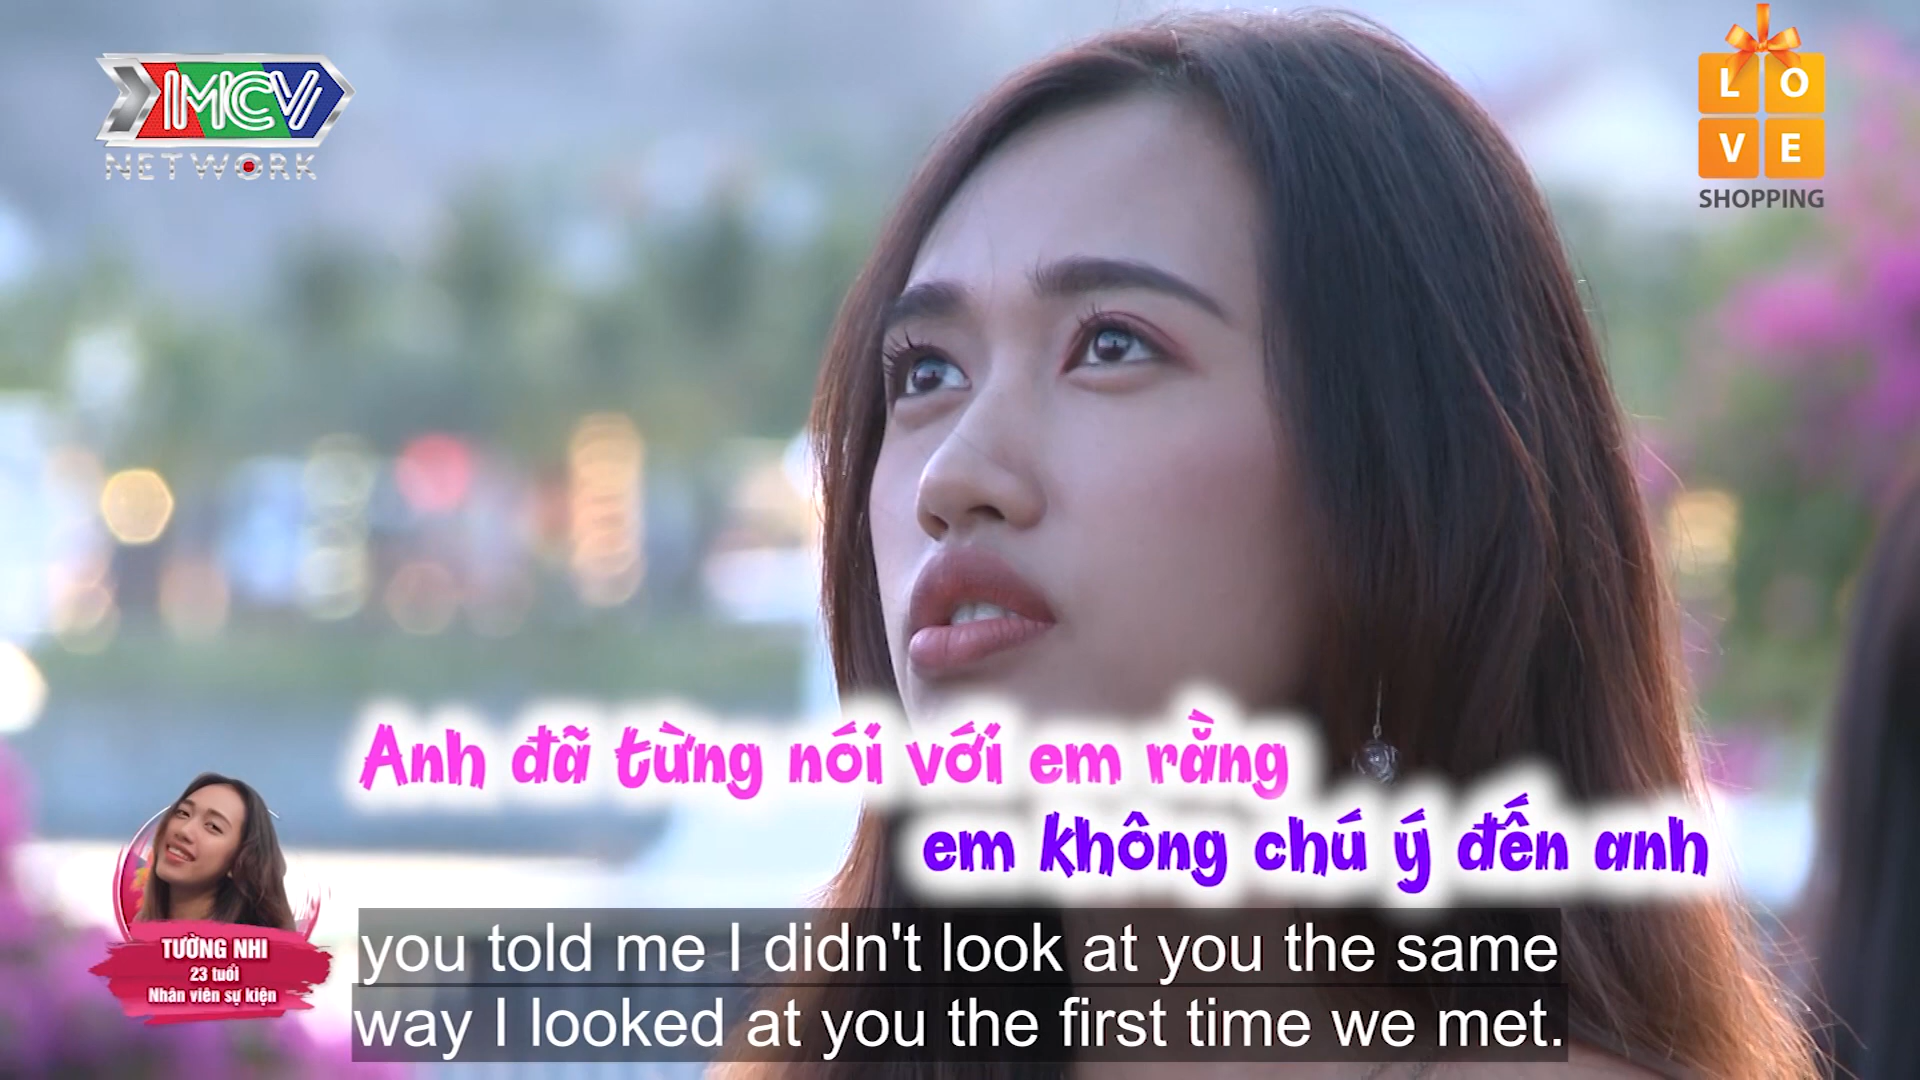 MCV
NETWORK
L O
V E
SHOPPING
Anh đã từng nói với em rằng
em không chú ý đến anh
TƯỜNG NHI
23 tuổi
Nhân viên sự kiện
you told me I didn't look at you the same
way I looked at you the first time we met.